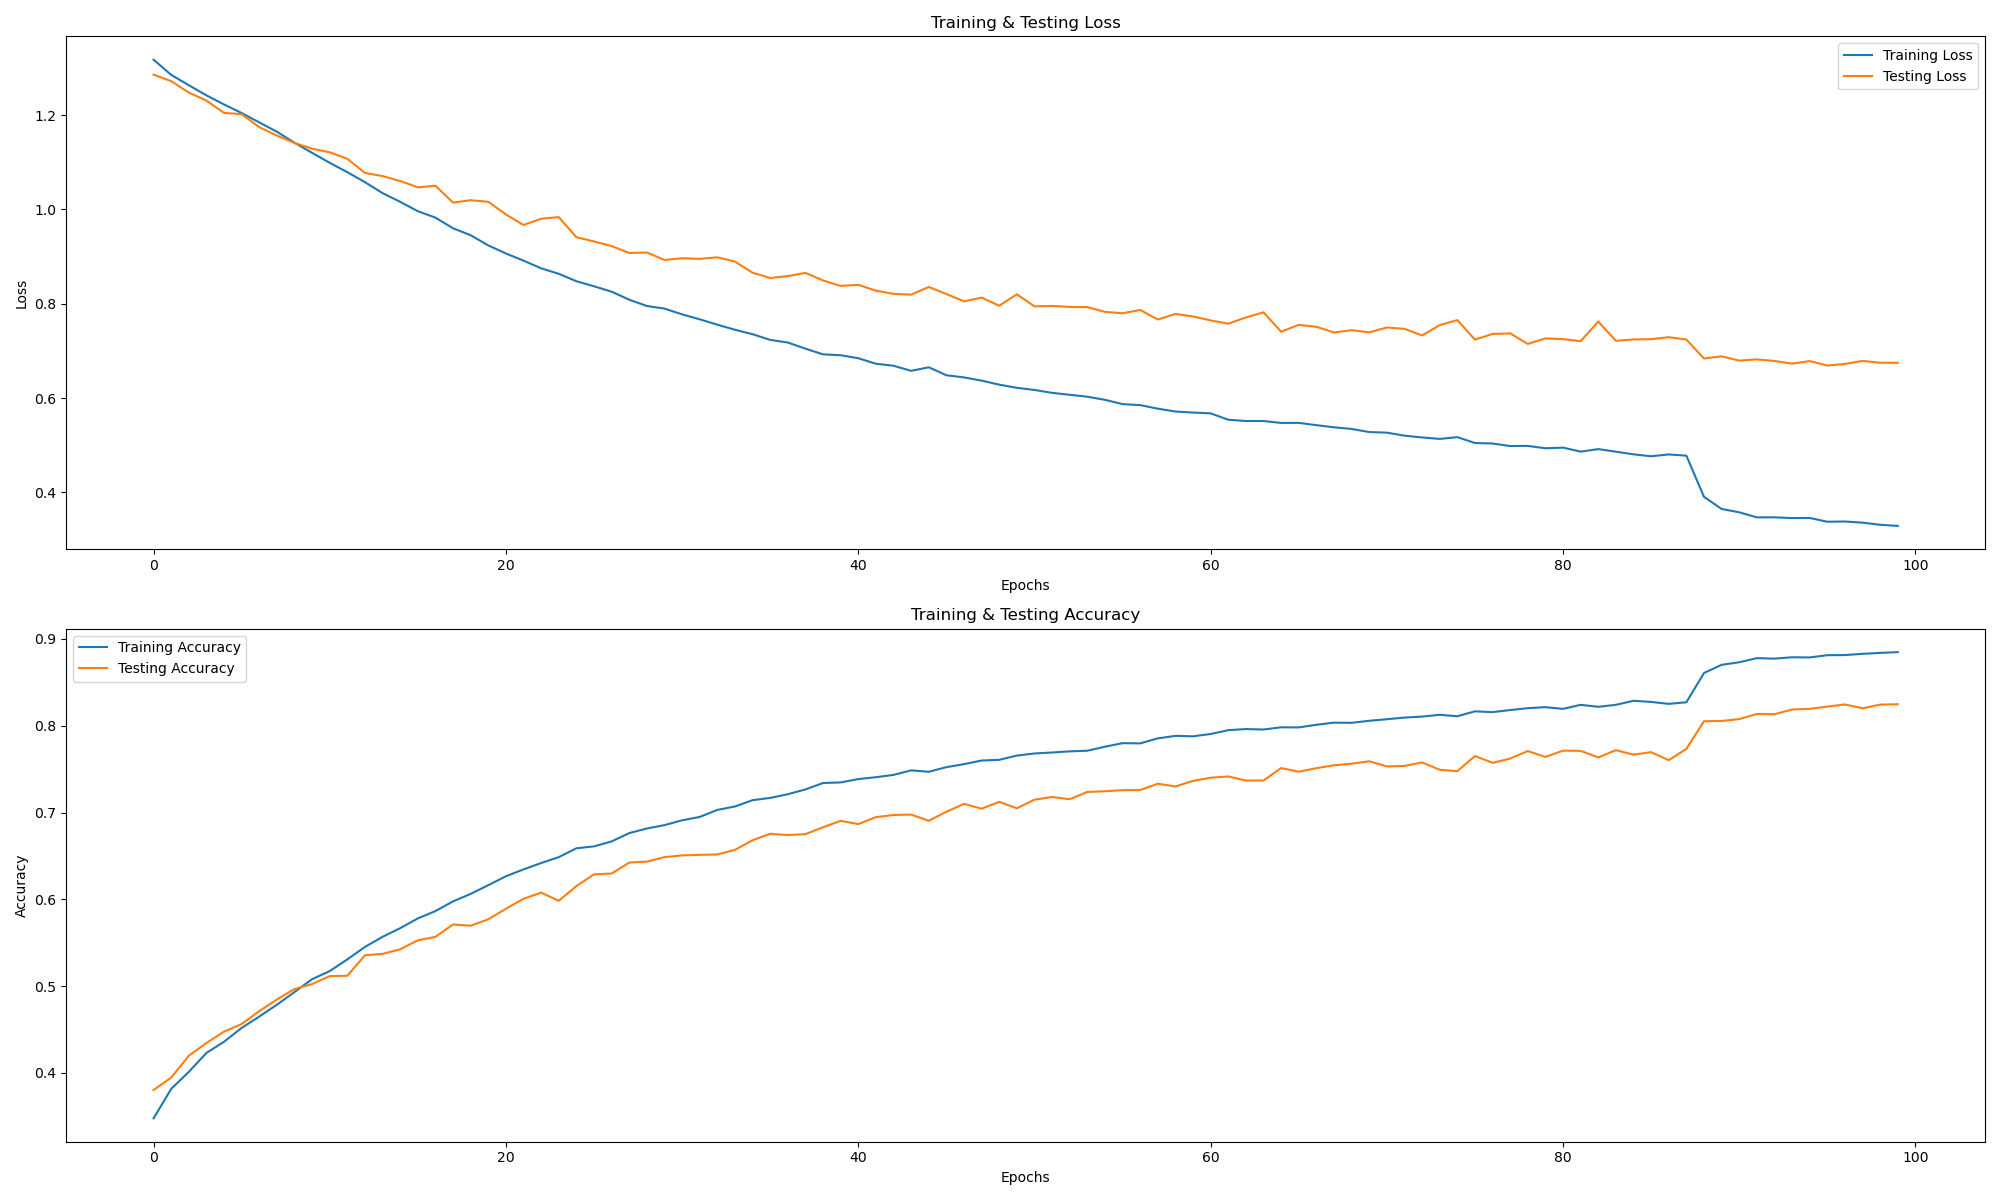 Training & Testing Loss
Training Loss
Testing Loss
1.2
1.0
0.8
0.6
0.4
Loss
0 20 40 60 80 100
Epochs
Training & Testing Accuracy
Training Accuracy
Testing Accuracy
0.9
0.8
0.7
0.6
0.5
0.4
Accuracy
0 20 40 60 80 100
Epochs